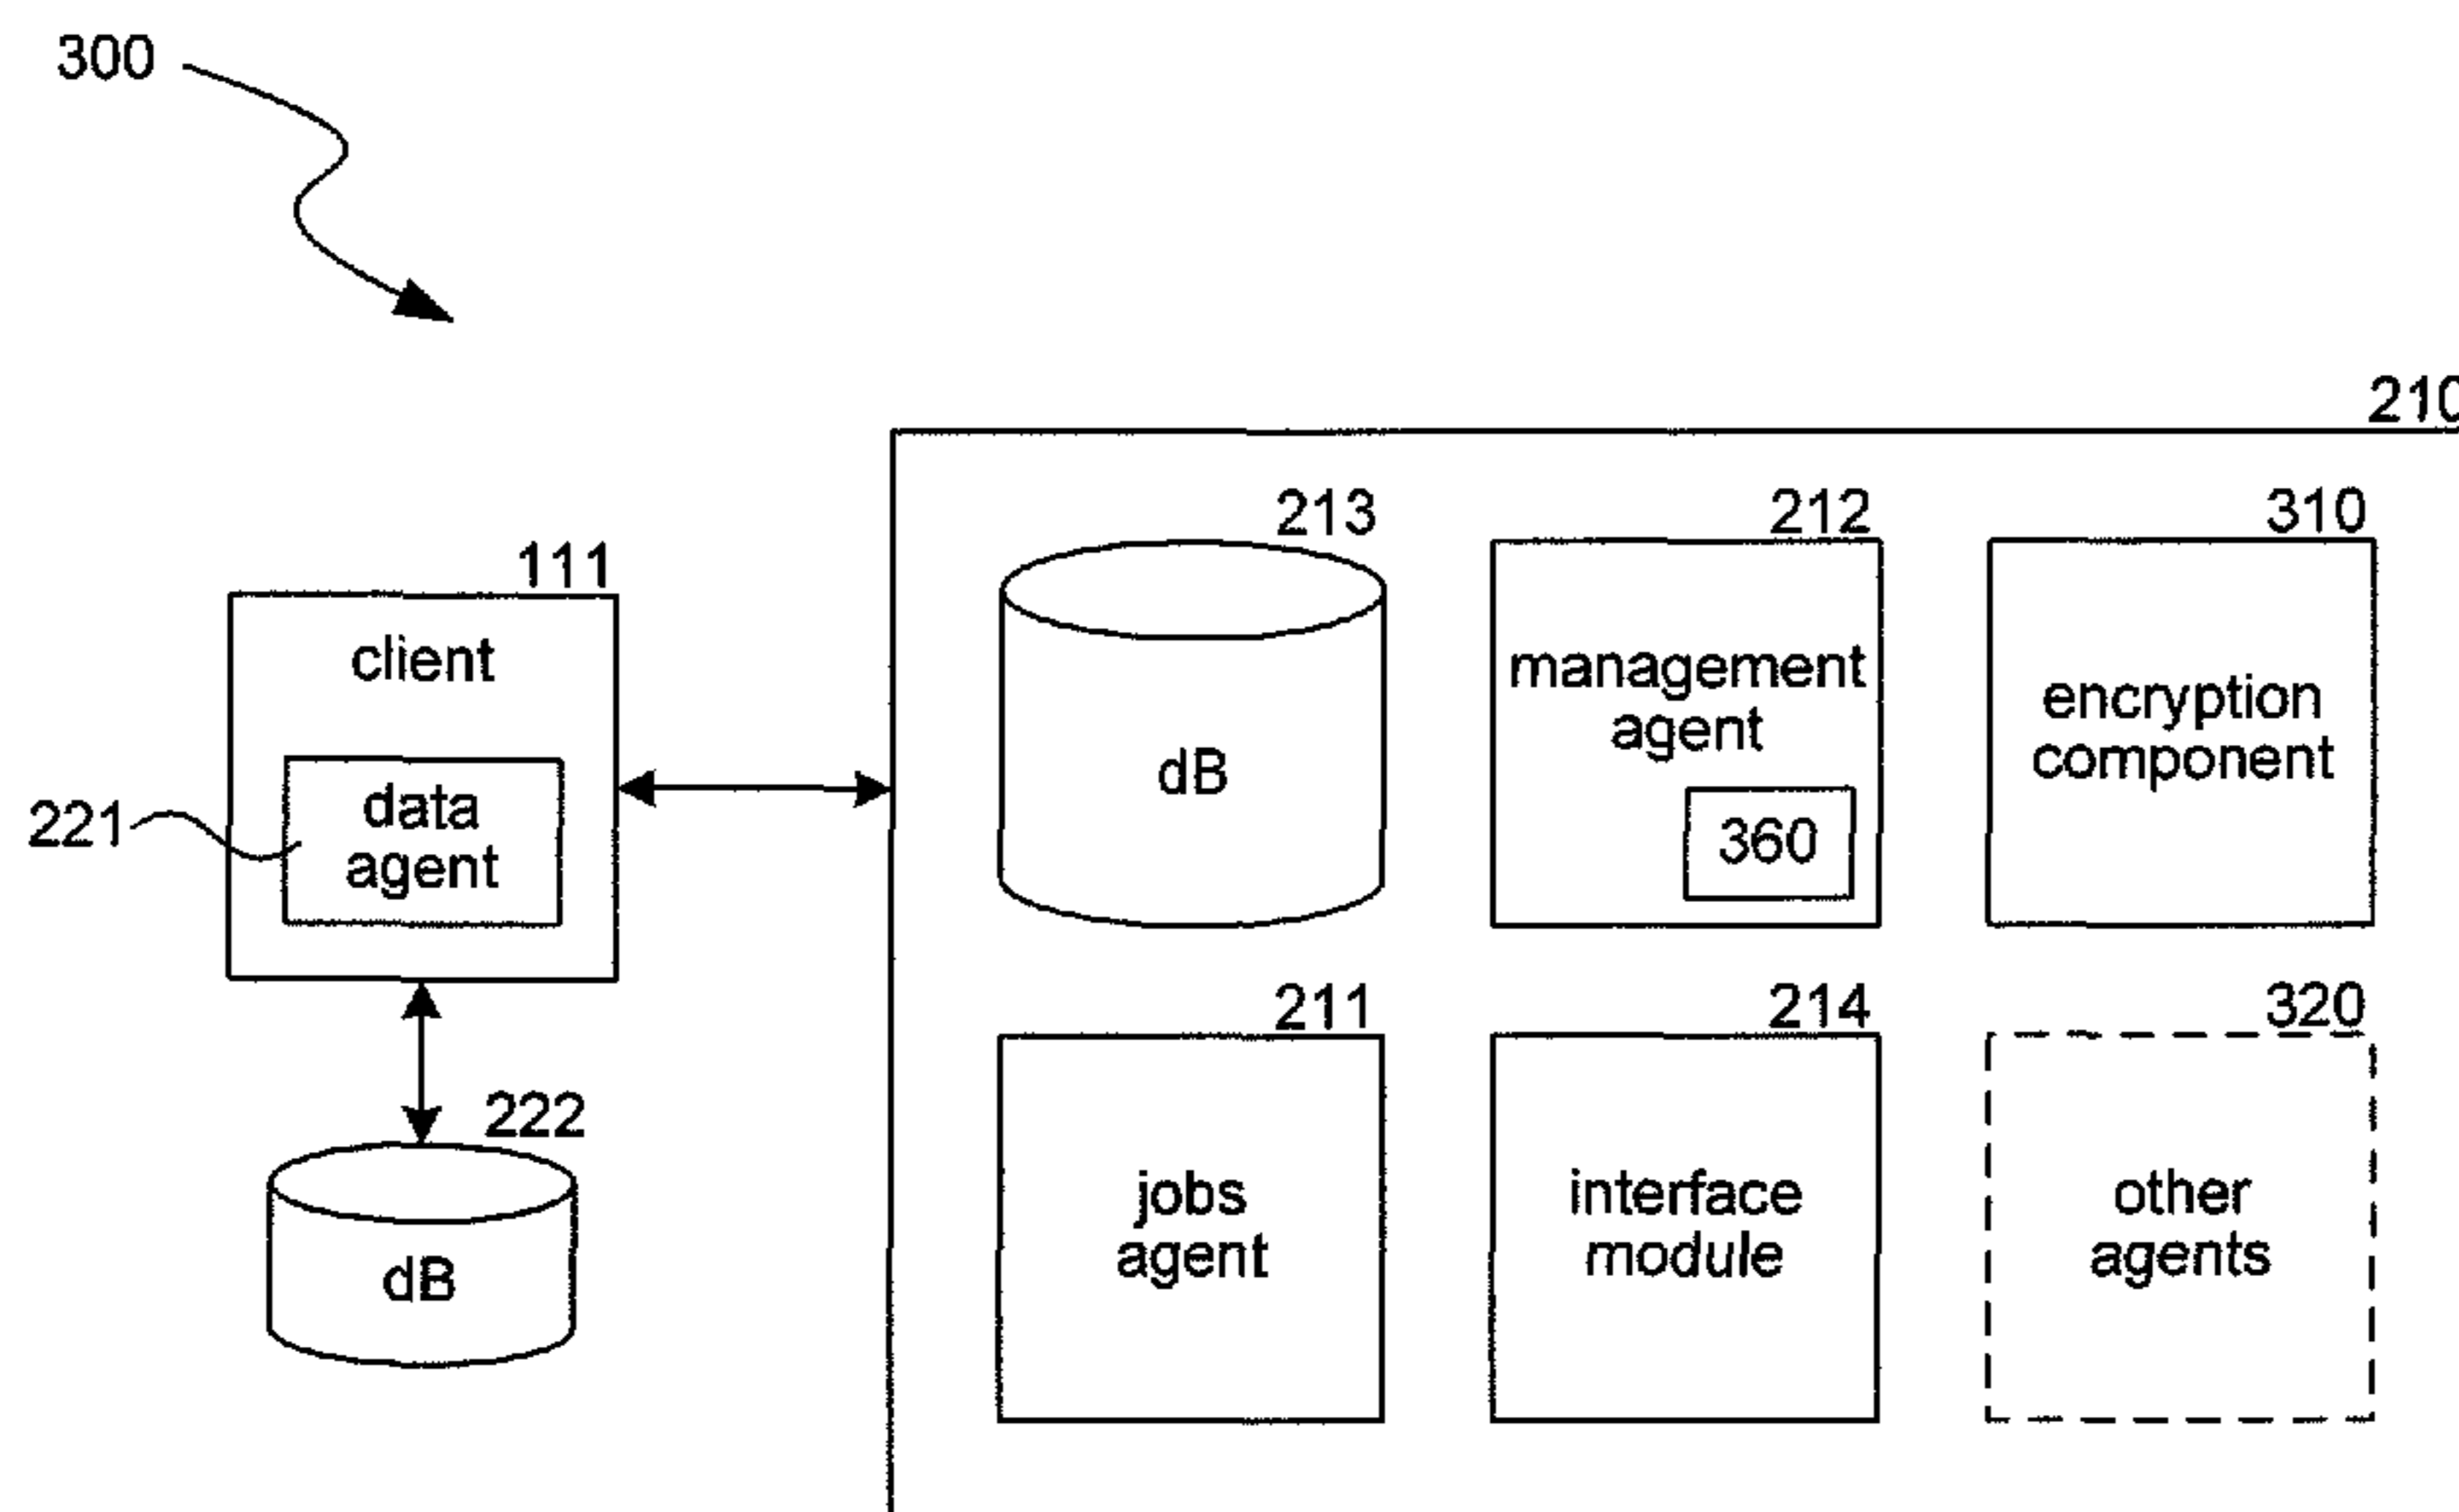 300
210
213
212
310
111
client
management
agent
encryption
component
dB
221
data
agent
360
211
214
320
222
jobs
agent
interface
module
other
agents
dB